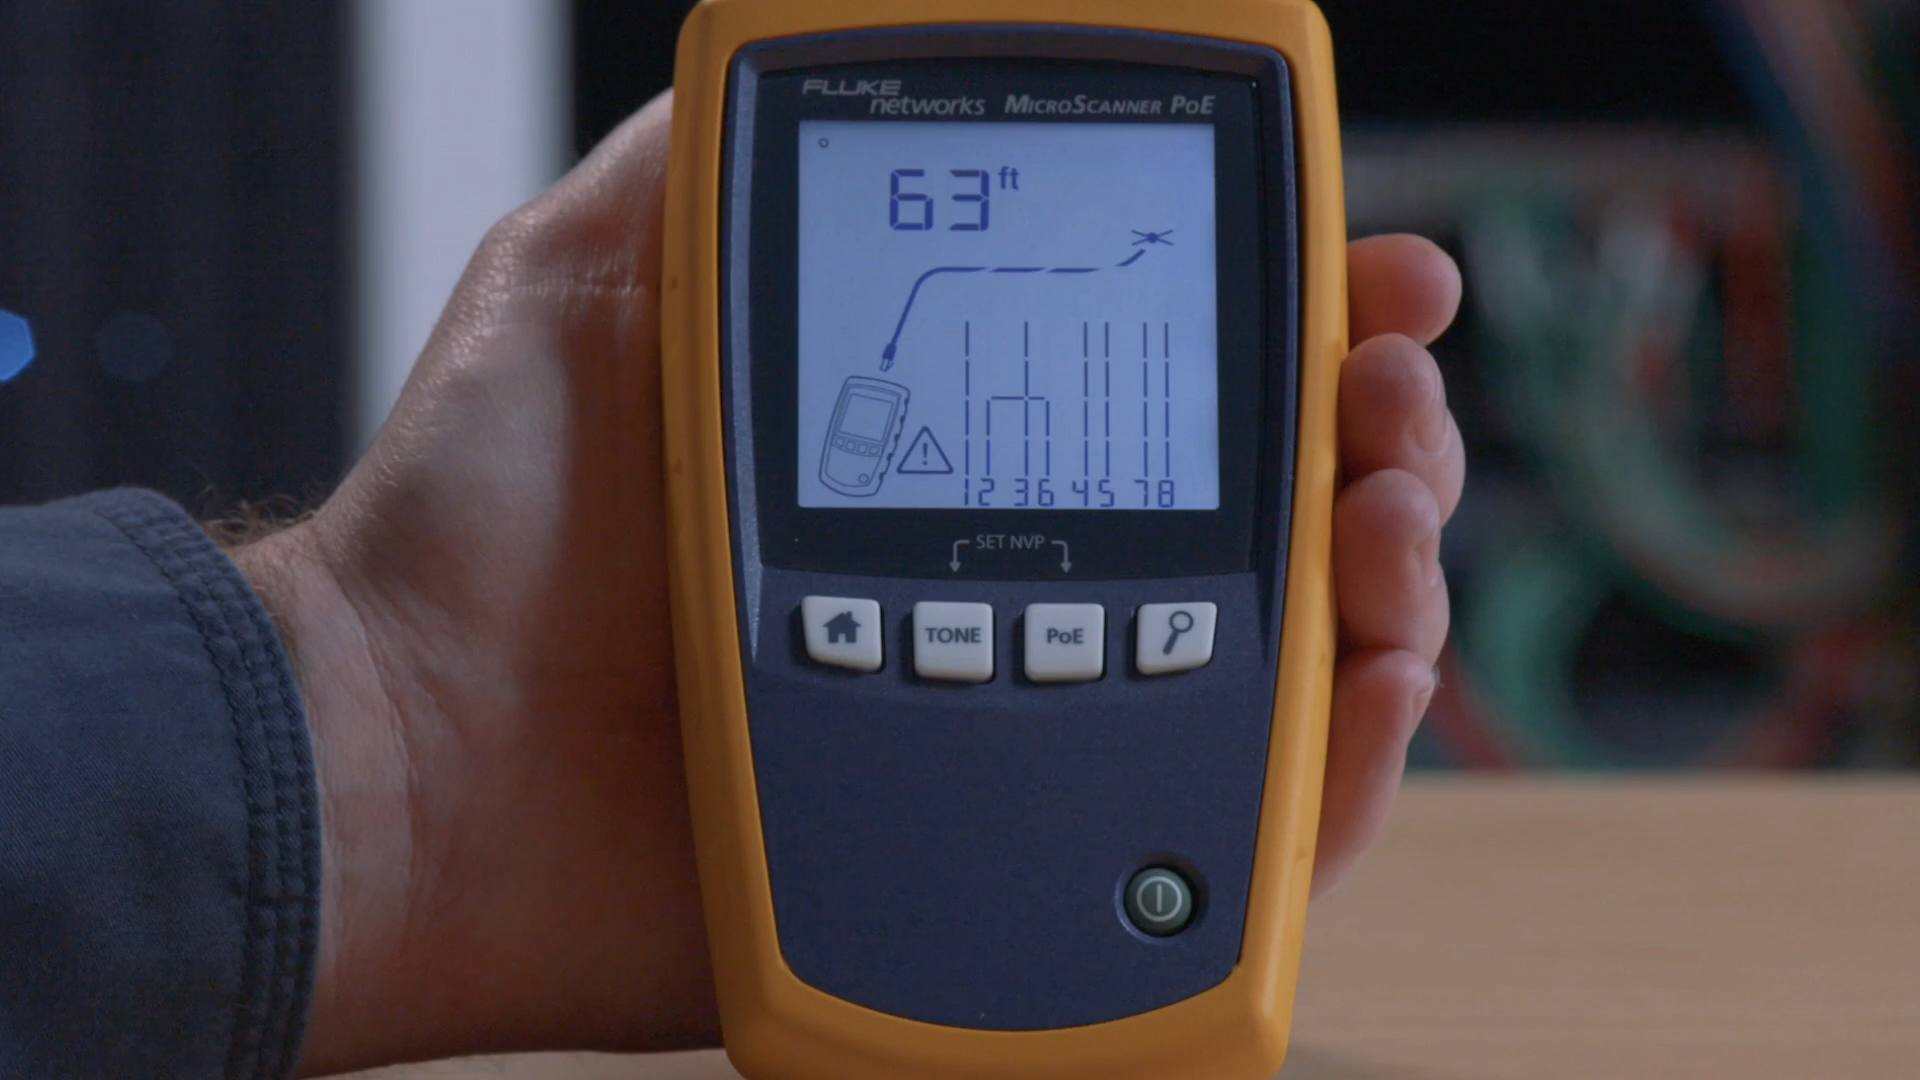 FLUKE
networks MICROSCANNER PoE
63 ft
!
12 36 45 78
SET NVP
TONE PoE